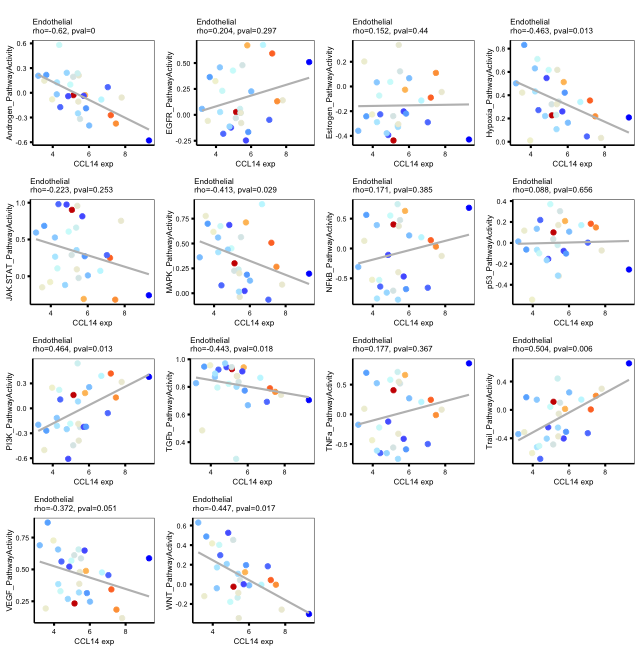 Endothelial
rho=-0.62, pval=0
Androgen_PathwayActivity
0.6
0.3
0.0
-0.3
-0.6
4
6
8
CCL14 exp
Endothelial
rho=0.204, pval=0.297
EGFR_PathwayActivity
0.50
0.25
0.00
-0.25
4
6
8
CCL14 exp
Endothelial
rho=0.152, pval=0.44
Estrogen_PathwayActivity
0.2
0.0
-0.2
-0.4
4
6
8
CCL14 exp
Endothelial
rho=-0.463, pval=0.013
Hypoxia_PathwayActivity
0.8
0.6
0.4
0.2
0.0
4
6
8
CCL14 exp
Endothelial
rho=-0.223, pval=0.253
JAK.STAT_PathwayActivity
1.0
0.5
0.0
4
6
8
CCL14 exp
Endothelial
rho=-0.413, pval=0.029
MAPK_PathwayActivity
0.75
0.50
0.25
0.00
4
6
8
CCL14 exp
Endothelial
rho=0.171, pval=0.385
NFkB_PathwayActivity
0.5
0.0
-0.5
4
6
8
CCL14 exp
Endothelial
rho=0.088, pval=0.656
p53_PathwayActivity
0.4
0.2
0.0
-0.2
-0.4
4
6
8
CCL14 exp
Endothelial
rho=0.464, pval=0.013
PI3K_PathwayActivity
0.3
0.0
-0.3
-0.6
4
6
8
CCL14 exp
Endothelial
rho=-0.443, pval=0.018
TGFb_PathwayActivity
1.0
0.8
0.6
0.4
4
6
8
CCL14 exp
Endothelial
rho=0.177, pval=0.367
TNFa_PathwayActivity
0.5
0.0
-0.5
4
6
8
CCL14 exp
Endothelial
rho=0.504, pval=0.006
Trail_PathwayActivity
0.4
0.0
-0.4
4
6
8
CCL14 exp
Endothelial
rho=-0.372, pval=0.051
VEGF_PathwayActivity
0.75
0.50
0.25
4
6
8
CCL14 exp
Endothelial
rho=-0.447, pval=0.017
WNT_PathwayActivity
0.6
0.4
0.2
0.0
-0.2
4
6
8
CCL14 exp